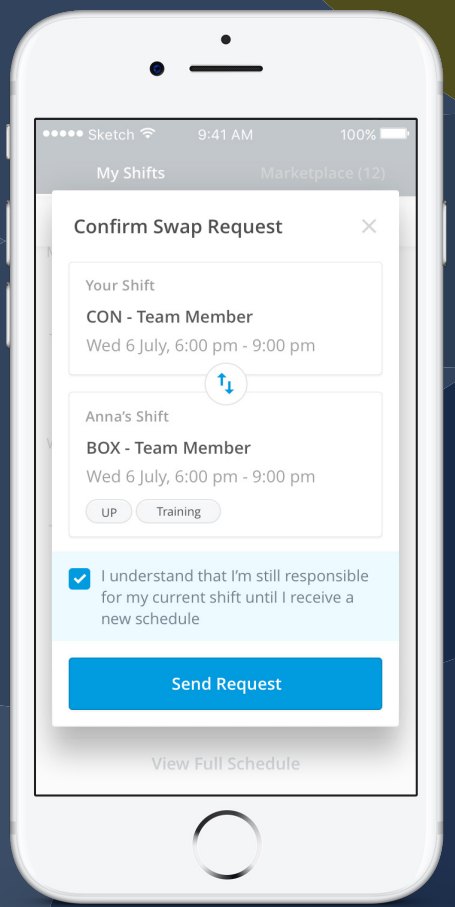 Sketch 9:41 AM 100%
My Shifts Marketplace (12)
Confirm Swap Request
Your Shift
CON - Team Member
Wed 6 July, 6:00 pm - 9:00 pm
Anna's Shift
BOX - Team Member
Wed 6 July, 6:00 pm - 9:00 pm
UP Training
I understand that I'm still responsible
for my current shift until I receive a
new schedule
Send Request
View Full Schedule